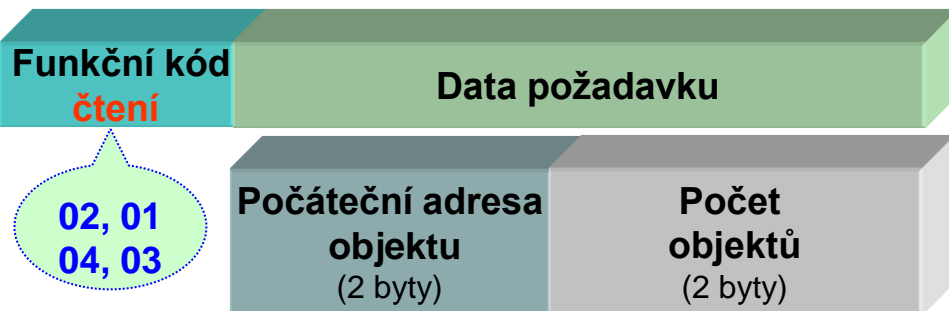 Funkční kód
čtení
Data požadavku
02, 01
04, 03
Počáteční adresa
objektu
(2 byty)
Počet
objektů
(2 byty)